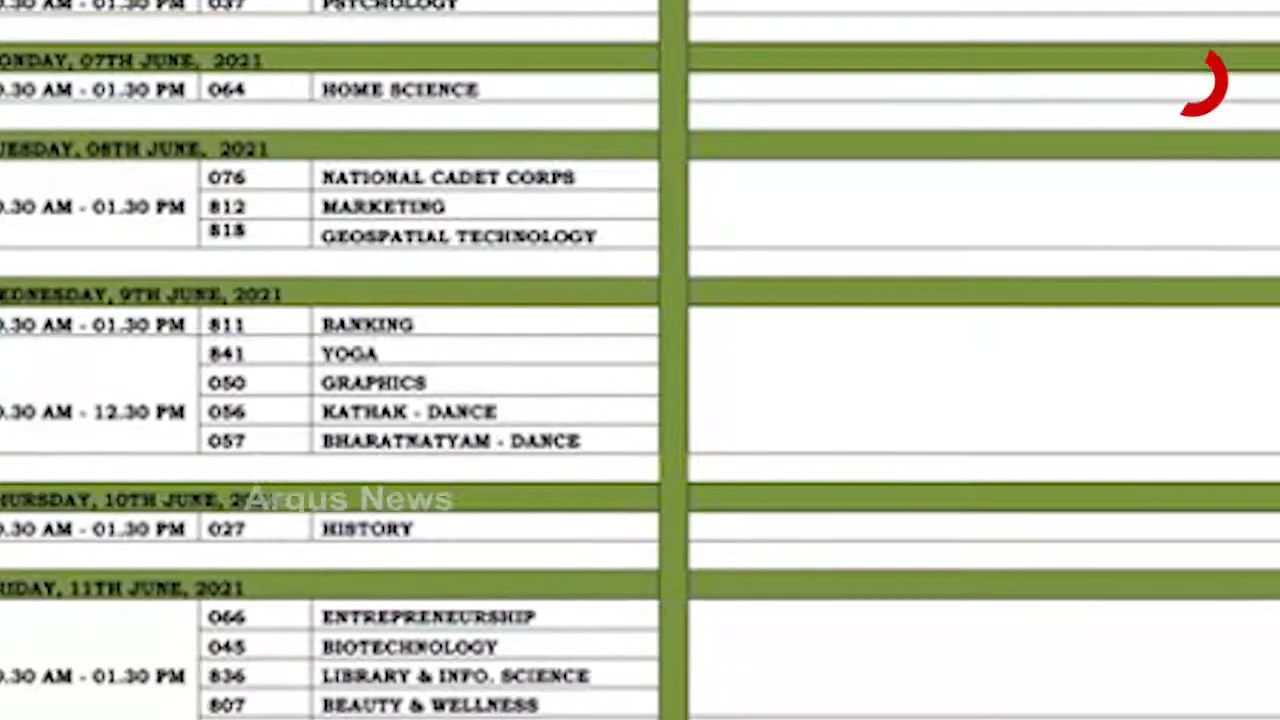 0.30 AM - 01.30 PM 037 PSYCHOLOGY
ONDAY, 07TH JUNE, 2021
0.30 AM - 01.30 PM 064 HOME SCIENCE
UESDAY, 08TH JUNE, 2021
076 NATIONAL CADET CORPS
0.30 AM - 01.30 PM 812 MARKETING
818 GEOSPATIAL TECHNOLOGY
EDNESDAY, 9TH JUNE, 2021
0.30 AM - 01.30 PM 811 BANKING
841 YOGA
050 GRAPHICS
0.30 AM - 12.30 PM 056 KATHAK - DANCE
057 BHARATNATYAM - DANCE
HURSDAY, 10TH JUNE, 2
Argus News
0.30 AM - 01.30 PM 027 HISTORY
RIDAY, 11TH JUNE, 2021
066 ENTREPRENEURSHIP
045 BIOTECHNOLOGY
0.30 AM - 01.30 PM 836 LIBRARY & INFO. SCIENCE
807 BEAUTY & WELLNESS